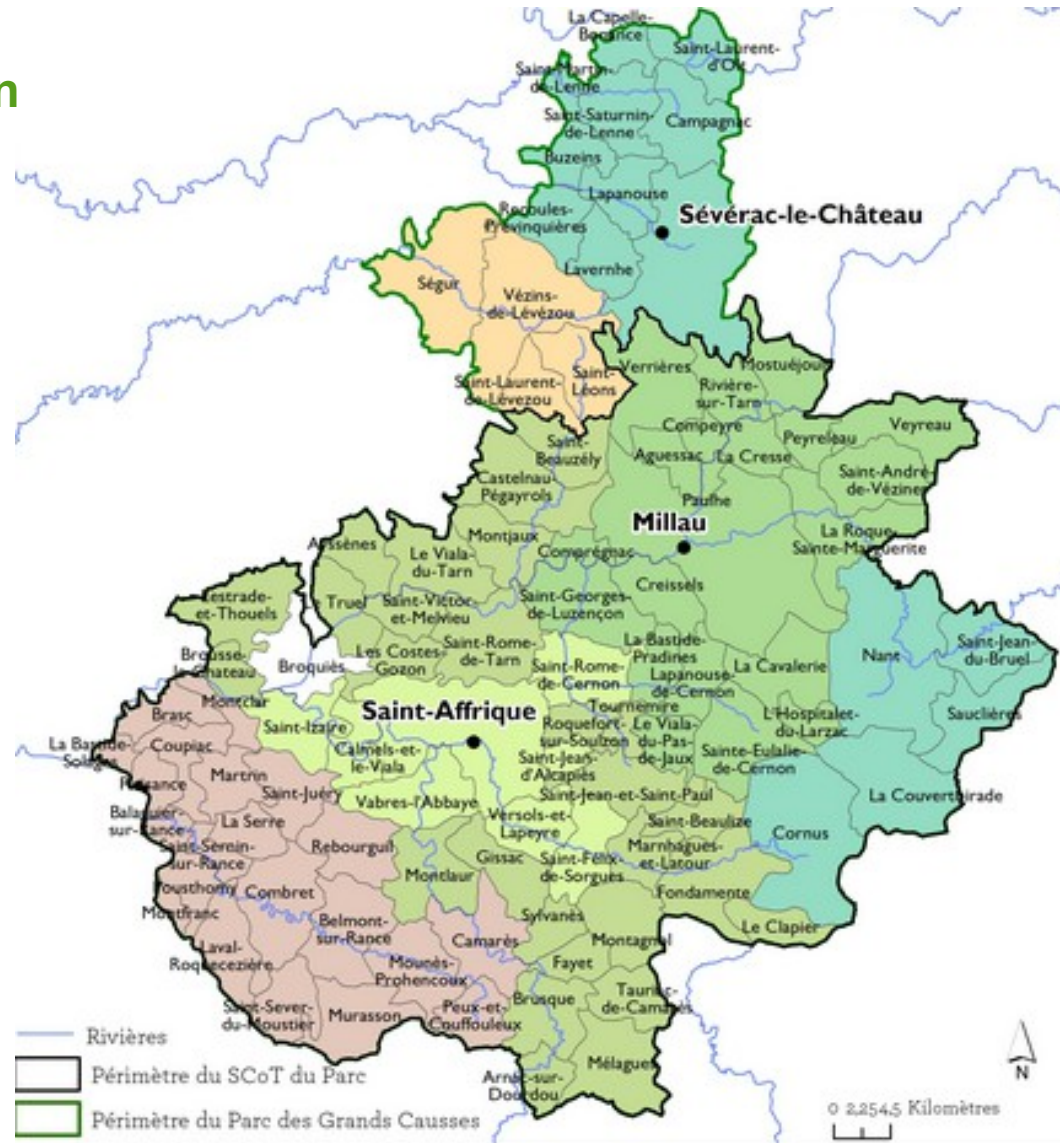 n
La Capelle-
Bonance
Saint-Laurent-
d'Olt
Saint-Martin-
de-Lenne
Saint-Saturnin-
de-Lenne
Campagnac
Buzeins
Lapanouse
Recoules-
Prévinquières
Sévérac-le-Château
Lavernhe
Ségur
Vézins-
de-Lévézou
Saint-Laurent-
de-Lévezou
Saint-
Léons
Verrières
Mostuéjouls
Rivière-
sur-Tarn
Compeyre
Peyreleau
Veyreau
Saint-
Beauzély
Aguessac
La Cresse
Saint-André-
de-Vézines
Castelnau-
Pégayrols
Paulhe
Millau
Montjaux
La Roque-
Sainte-Marguerite
Ayssènes
Le Viala-
du-Tarn
Comprégnac
Creissels
Lestrade-
et-Thouels
Le Truel
Saint-Victor-
et-Melvieu
Saint-Georges-
de-Luzençon
Brousse-
le-Château
Broquiès
Les Costes-
Gozon
Saint-Rome-
de-Tarn
Saint-Rome-
de-Cernon
La Bastide-
Pradines
Lapanouse-
de-Cernon
La Cavalerie
Nant
Saint-Jean-
du-Bruel
Montclar
Brasc
Saint-Izaire
Saint-Affrique
Tournemire
Roquefort-
sur-Soulzon
Le Viala-
du-Pas-
de-Jaux
L'Hospitalet-
du-Larzac
Sauclières
La Bastide-
Solages
Coupiac
Calmels-et-
le-Viala
Saint-Jean-
d'Alcapiès
Sainte-Eulalie-
de-Cernon
Martrin
Saint-Juéry
Vabres-l'Abbaye
Saint-Jean-et-Saint-Paul
La Couvertoirade
Balaguier-
sur-Rance
La Serre
Versols-et-
Lapeyre
Saint-Beaulize
Cornus
Saint-Sernin-
sur-Rance
Rebourguil
Gissac
Saint-Félix-
de-Sorgues
Marnhagues-
et-Latour
Pousthomy
Combret
Montlaur
Fondamente
Montfranc
Belmont-
sur-Rance
Camarès
Sylvanès
Montagnol
Le Clapier
Laval-
Roquecezière
Mounès-
Prohencoux
Fayet
Saint-Sever-
du-Moustier
Murasson
Peux-et-
Couffouleux
Brusque
Tauriac-
de-Camarès
Arnac-sur-
Dourdou
Mélagues
Rivières
Périmètre du SCoT du Parc
Périmètre du Parc des Grands Causses
N
0 2,254,5 Kilomètres